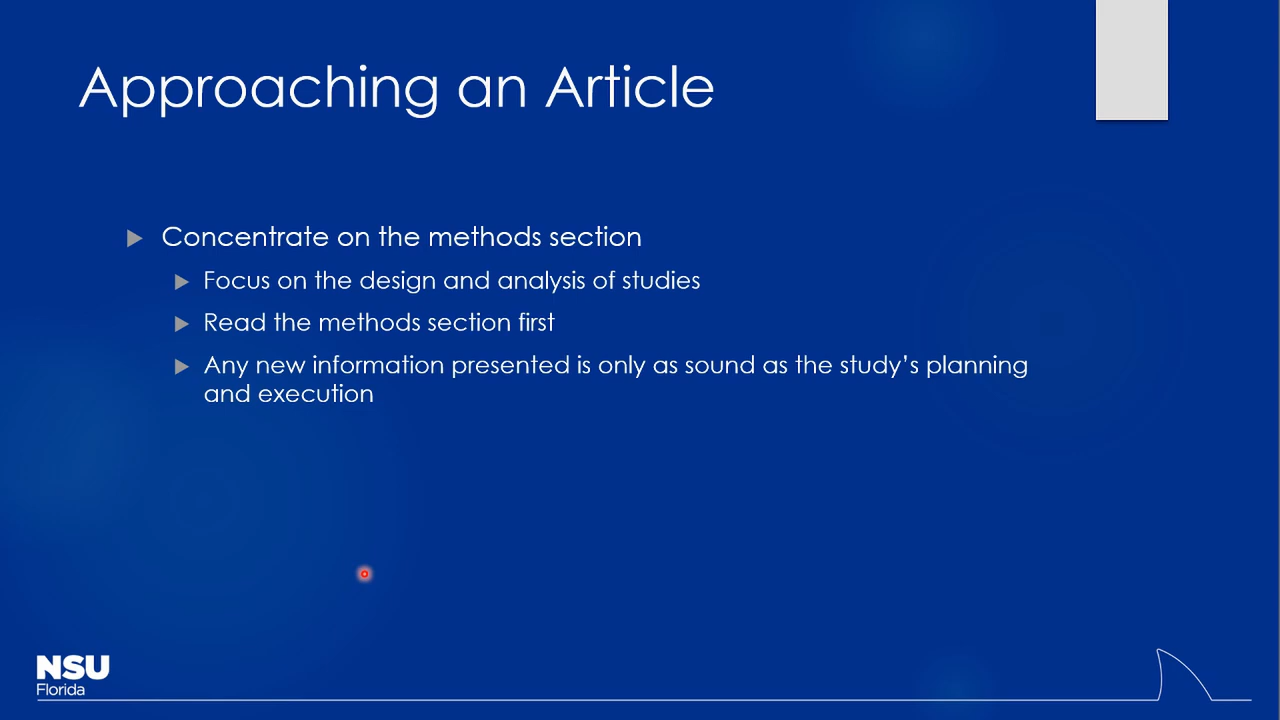 Approaching an Article
Concentrate on the methods section
Focus on the design and analysis of studies
Read the methods section first
Any new information presented is only as sound as the study’s planning
and execution
NSU
Florida